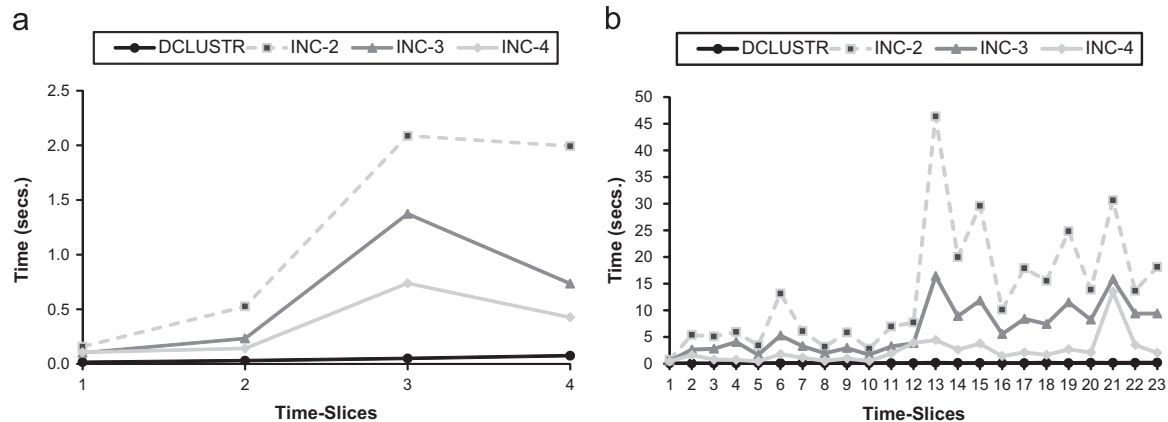 a
DCLUSTR INC-2 INC-3 INC-4
2.5
2.0
1.5
1.0
0.5
0.0
Time (secs.)
1 2 3 4
Time-Slices
b
DCLUSTR INC-2 INC-3 INC-4
50
45
40
35
30
25
20
15
10
5
0
Time (secs.)
1 2 3 4 5 6 7 8 9 10 11 12 13 14 15 16 17 18 19 20 21 22 23
Time-Slices